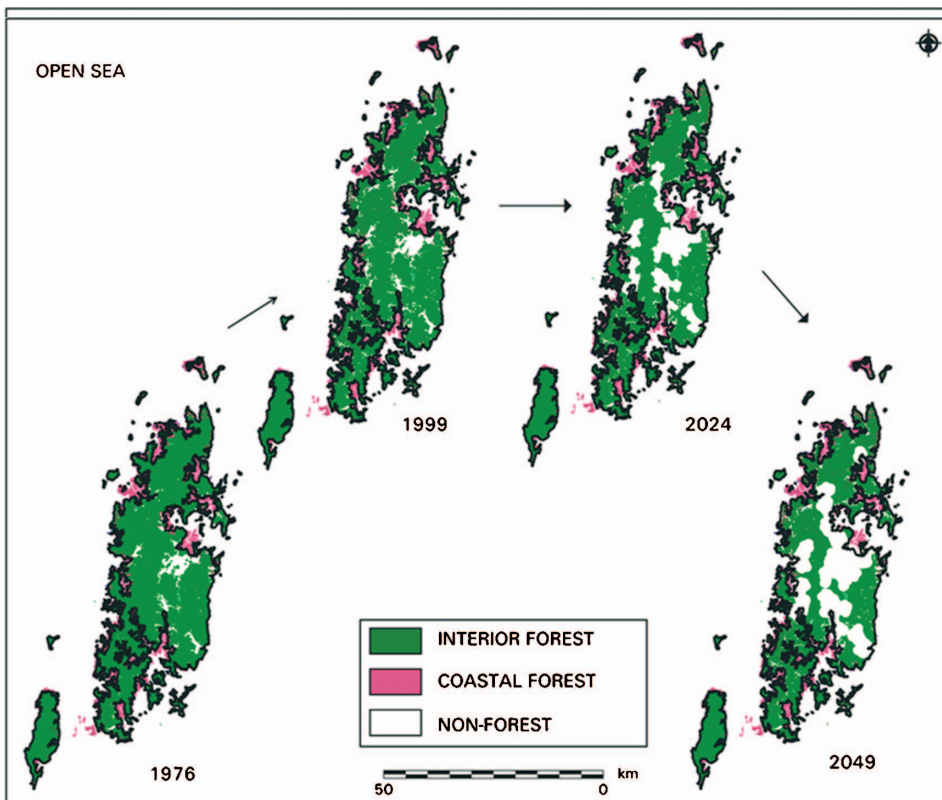 OPEN SEA
1999
2024
1976
2049
INTERIOR FOREST
COASTAL FOREST
NON-FOREST
50 0 km